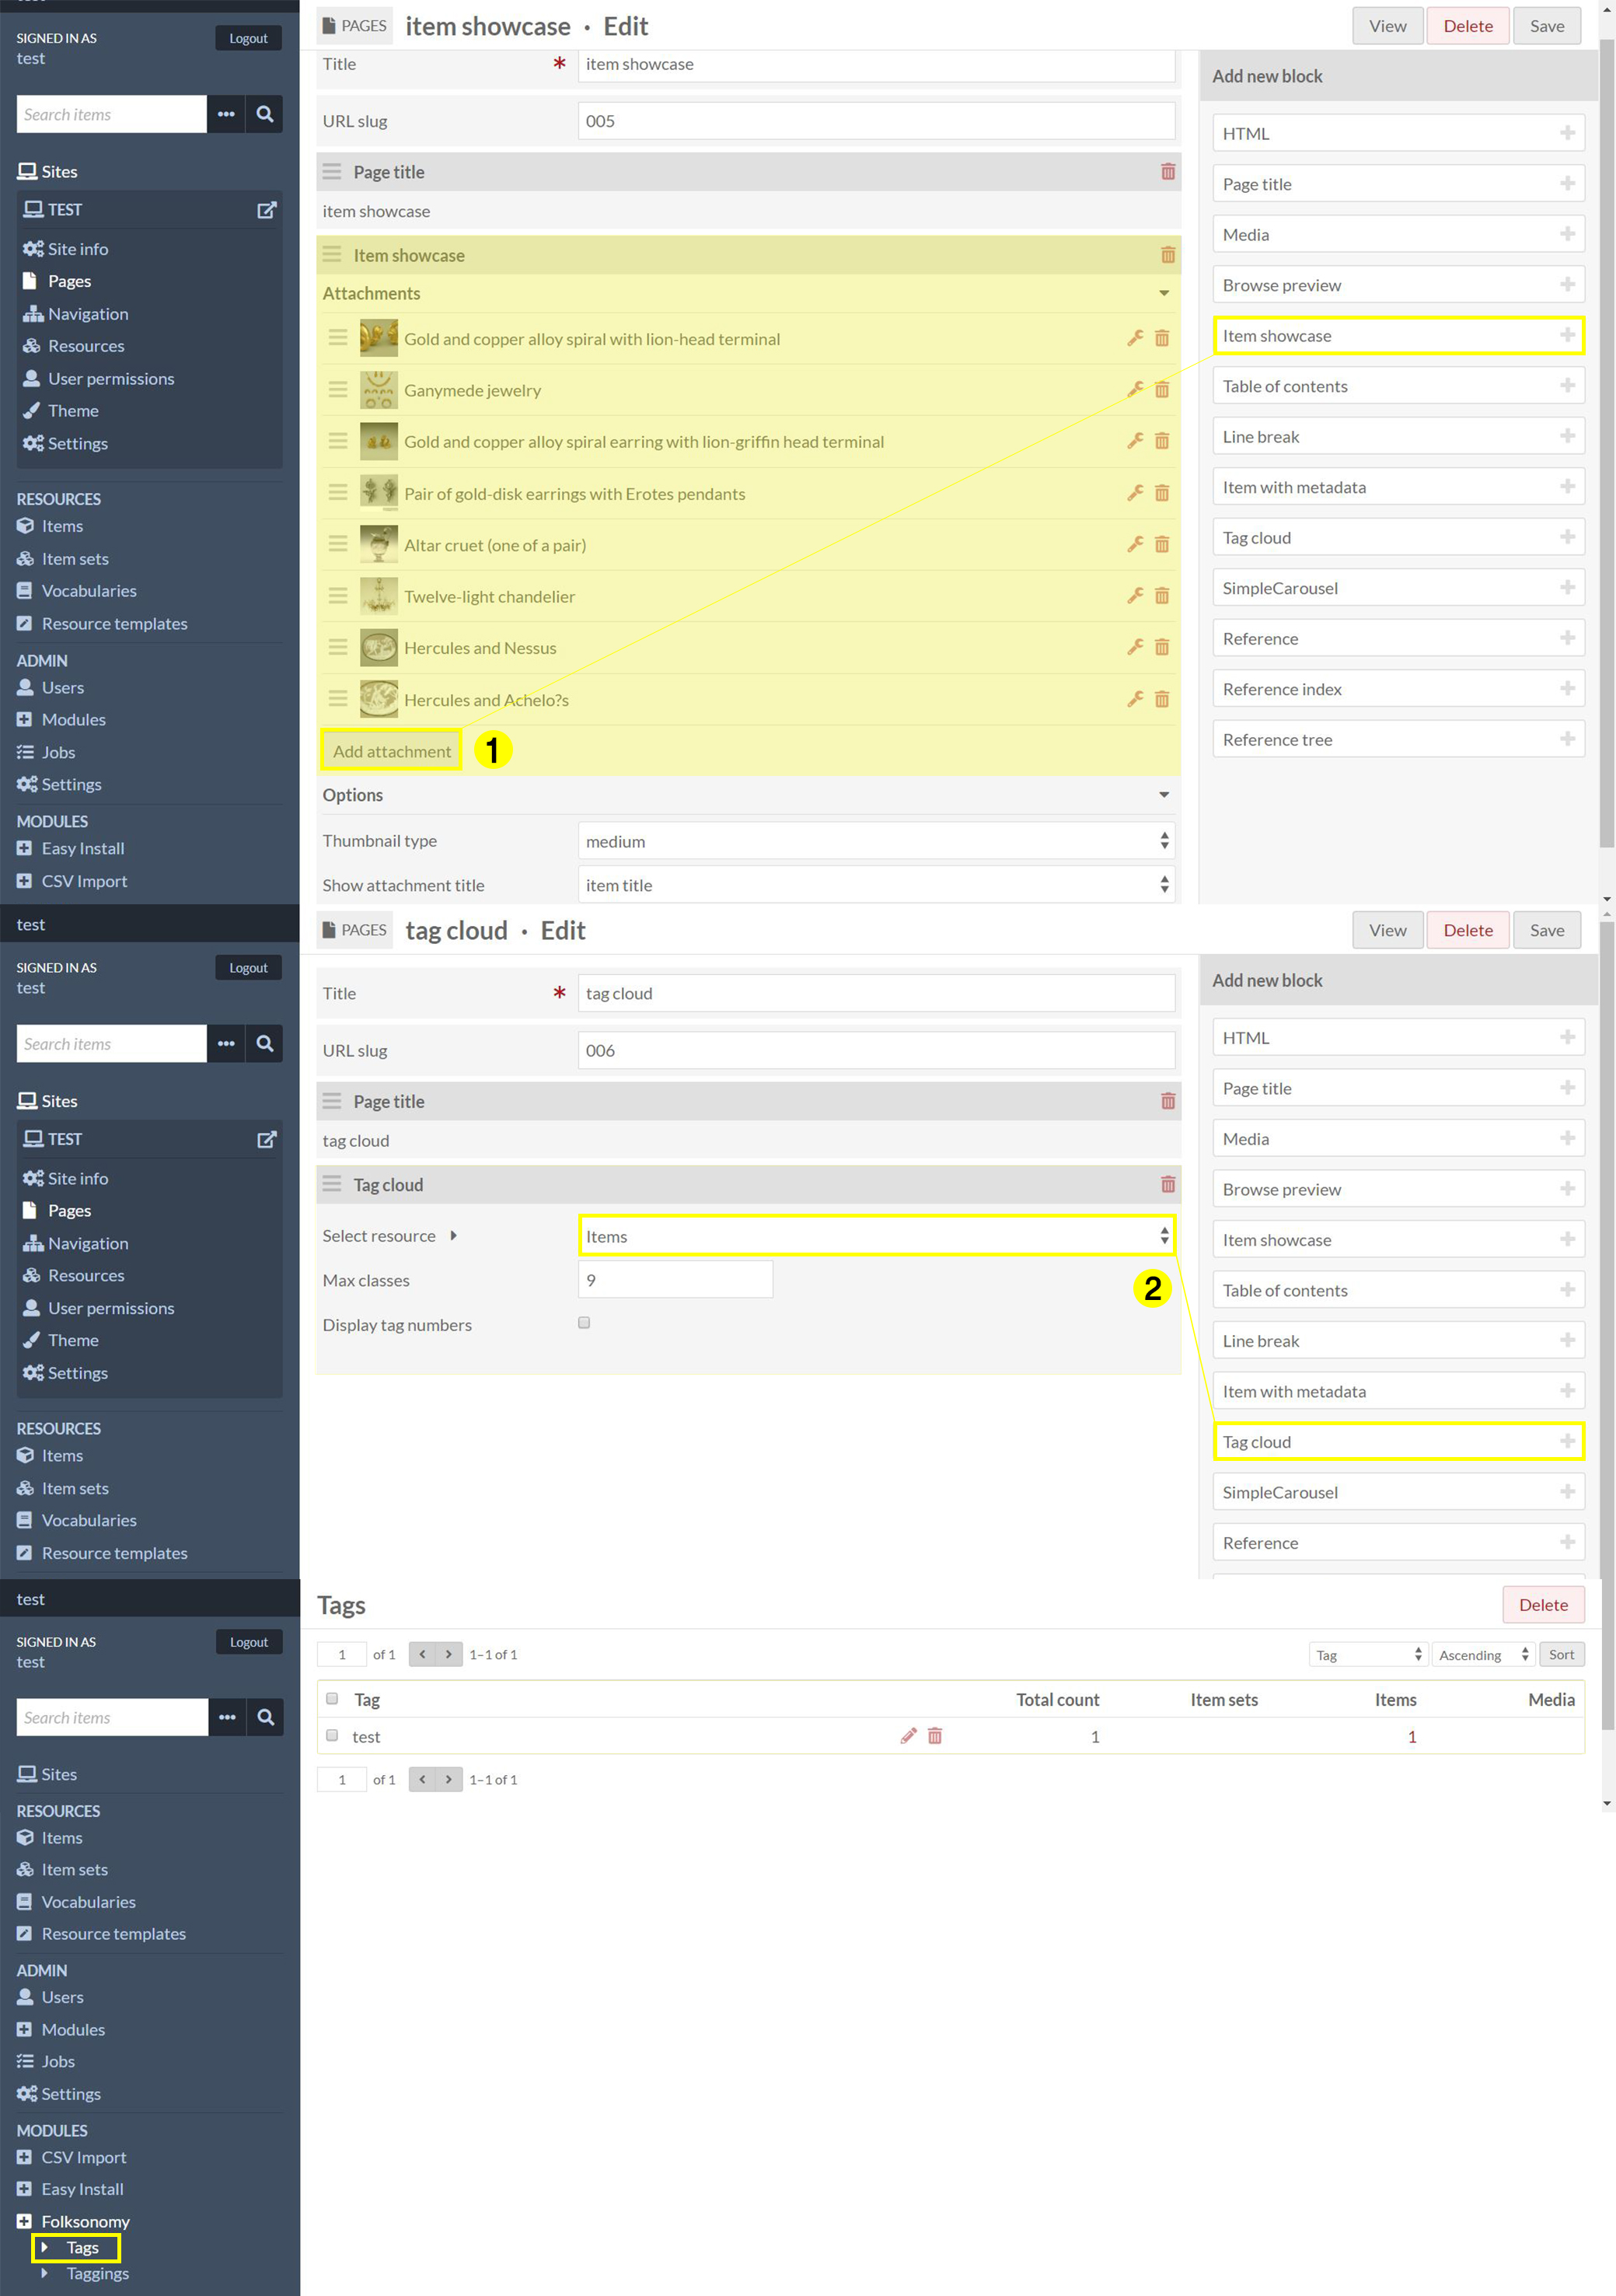 SIGNED IN AS
Logout
test
Search items
Sites
TEST
Site info
Pages
Navigation
Resources
User permissions
Theme
Settings
RESOURCES
Items
Item sets
Vocabularies
Resource templates
ADMIN
Users
Modules
Jobs
Settings
MODULES
Easy Install
CSV Import
PAGES item showcase · Edit
View Delete Save
Title * item showcase
URL slug 005
Page title
item showcase
Item showcase
Attachments
Gold and copper alloy spiral with lion-head terminal
Ganymede jewelry
Gold and copper alloy spiral earring with lion-griffin head terminal
Pair of gold-disk earrings with Erotes pendants
Altar cruet (one of a pair)
Twelve-light chandelier
Hercules and Nessus
Hercules and Achelo?s
Add attachment 1
Options
Thumbnail type medium
Show attachment title item title
Add new block
HTML
Page title
Media
Browse preview
Item showcase
Table of contents
Line break
Item with metadata
Tag cloud
SimpleCarousel
Reference
Reference index
Reference tree
test
SIGNED IN AS
Logout
test
Search items
Sites
TEST
Site info
Pages
Navigation
Resources
User permissions
Theme
Settings
RESOURCES
Items
Item sets
Vocabularies
Resource templates
PAGES tag cloud · Edit
View Delete Save
Title * tag cloud
URL slug 006
Page title
tag cloud
Tag cloud
Select resource Items
Max classes 9
2
Display tag numbers
Add new block
HTML
Page title
Media
Browse preview
Item showcase
Table of contents
Line break
Item with metadata
Tag cloud
SimpleCarousel
Reference
test
SIGNED IN AS
Logout
test
Search items
Sites
RESOURCES
Items
Item sets
Vocabularies
Resource templates
ADMIN
Users
Modules
Jobs
Settings
MODULES
CSV Import
Easy Install
Folksonomy
Tags
Taggings
Tags
Delete
1 of 1 < > 1–1 of 1
Tag Ascending Sort
Tag Total count Item sets Items Media
test 1 1
1 of 1 < > 1–1 of 1